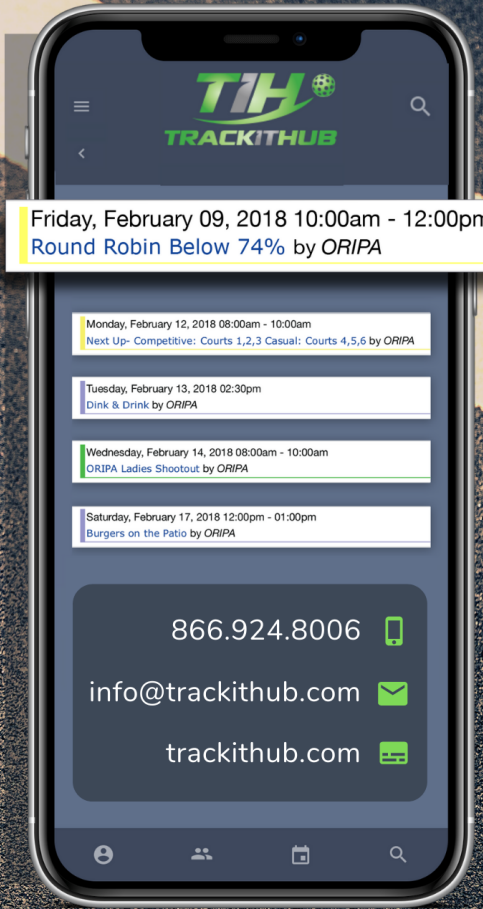 TIH
TRACKITHUB
Friday, February 09, 2018 10:00am - 12:00pm
Round Robin Below 74% by ORIPA
Monday, February 12, 2018 08:00am - 10:00am
Next Up- Competitive: Courts 1,2,3 Casual: Courts 4,5,6 by ORIPA
Tuesday, February 13, 2018 02:30pm
Dink & Drink by ORIPA
Wednesday, February 14, 2018 08:00am - 10:00am
ORIPA Ladies Shootout by ORIPA
Saturday, February 17, 2018 12:00pm - 01:00pm
Burgers on the Patio by ORIPA
866.924.8006
info@trackithub.com
trackithub.com